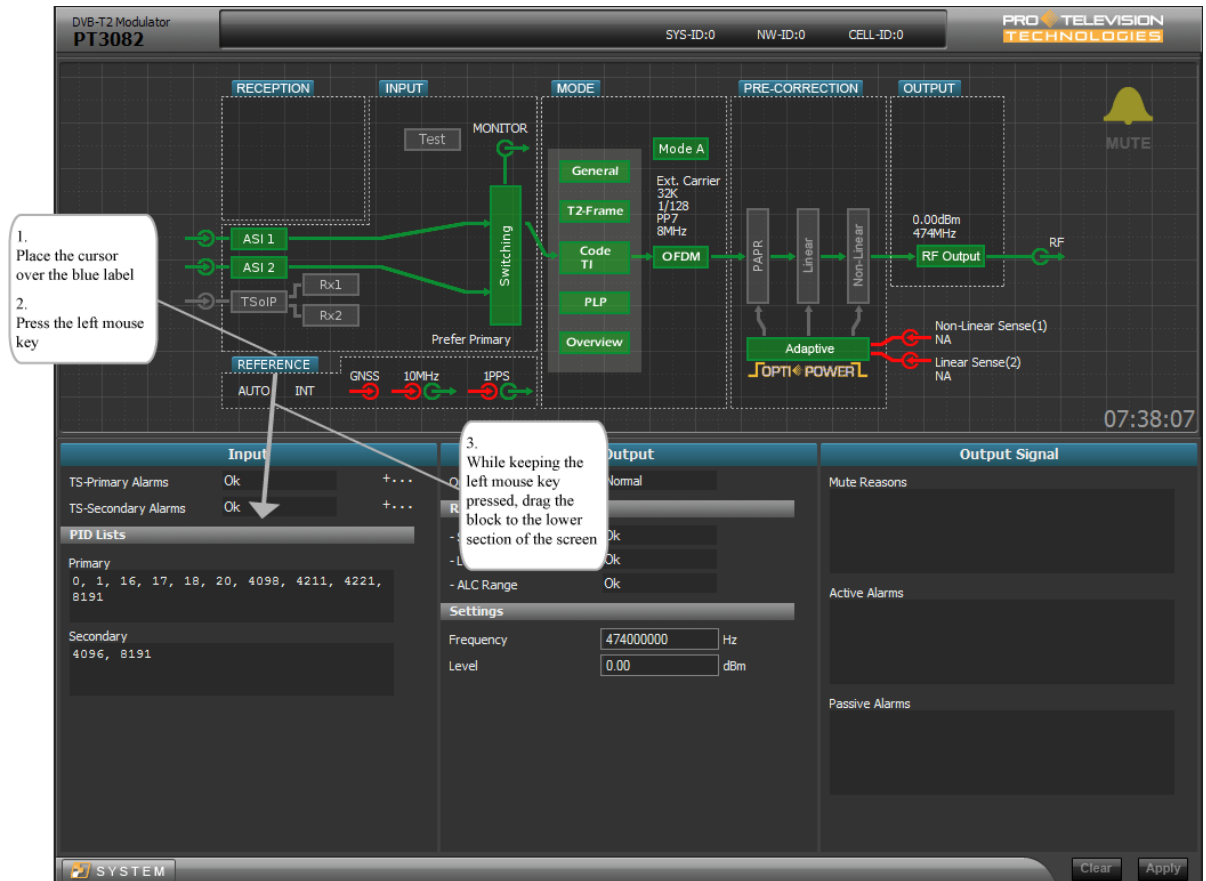 DVB-T2 Modulator
PT3082
SYS-ID:0 NW-ID:0 CELL-ID:0
PRO TELEVISION
TECHNOLOGIES
RECEPTION
INPUT
MODE
PRE-CORRECTION
OUTPUT
MUTE
Test
MONITOR
Mode A
General
T2-Frame
Code
TI
PLP
Overview
Ext. Carrier
32K
1/128
PP7
8MHz
OFDM
Switching
PAPR
Linear
Non-Linear
0.00dBm
474MHz
RF Output
RF
ASI 1
ASI 2
TSoIP
Rx1
Rx2
Prefer Primary
Adaptive
OPTI POWER
Non-Linear Sense(1)
NA
Linear Sense(2)
NA
REFERENCE
AUTO INT
GNSS 10MHz 1PPS
07:38:07
1.
Place the cursor
over the blue label
2.
Press the left mouse
key
3.
While keeping the
left mouse key
pressed, drag the
block to the lower
section of the screen
Input
TS-Primary Alarms Ok +...
TS-Secondary Alarms Ok +...
PID Lists
Primary
0, 1, 16, 17, 18, 20, 4098, 4211, 4221,
8191
Secondary
4096, 8191
Output
Normal
Ok
Ok
- ALC Range Ok
Settings
Frequency 474000000 Hz
Level 0.00 dBm
Output Signal
Mute Reasons
Active Alarms
Passive Alarms
SYSTEM
Clear Apply